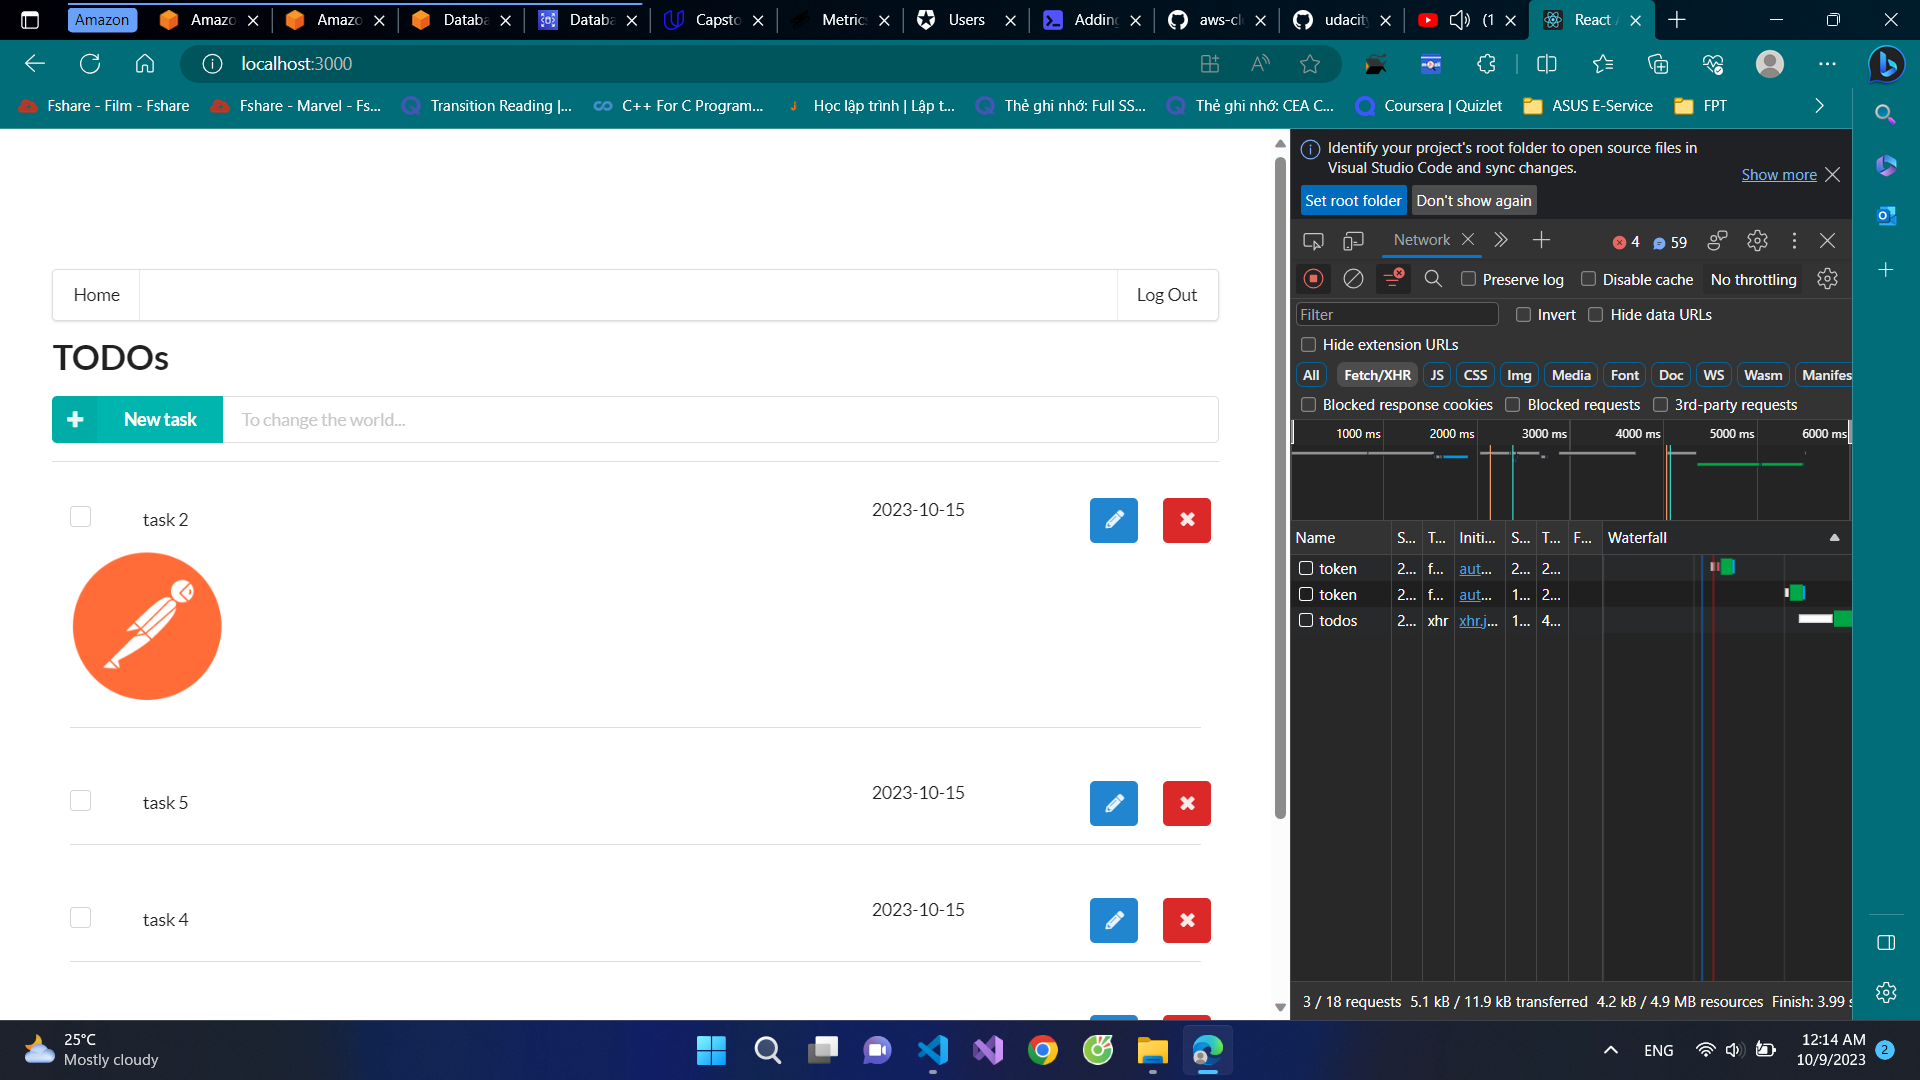 Amazon
Amazo
Amazo
Databa
Databa
Capsto
Metric
Users
Adding
aws-cl
udacit
(1
React
localhost:3000
Fshare - Film - Fshare
Fshare - Marvel - Fs...
Transition Reading |...
C++ For C Program...
Học lập trình | Lập t...
Thẻ ghi nhớ: Full SS...
Thẻ ghi nhớ: CEA C...
Coursera | Quizlet
ASUS E-Service
FPT
Home
Log Out
TODOs
New task
To change the world...
task 2
2023-10-15
task 5
2023-10-15
task 4
2023-10-15
Identify your project's root folder to open source files in
Visual Studio Code and sync changes.
Show more
Set root folder
Don't show again
Network
4
59
Preserve log
Disable cache
No throttling
Filter
Invert
Hide data URLs
Hide extension URLs
All
Fetch/XHR
JS
CSS
Img
Media
Font
Doc
WS
Wasm
Manifes
Blocked response cookies
Blocked requests
3rd-party requests
1000 ms
2000 ms
3000 ms
4000 ms
5000 ms
6000 ms
Name S... T... Initi... S... T... F... Waterfall
token 2... f... aut... 2... 2...
token 2... f... aut... 1... 2...
todos 2... xhr xhr.j... 1... 4...
3 / 18 requests 5.1 kB / 11.9 kB transferred 4.2 kB / 4.9 MB resources Finish: 3.99 s
25°C
Mostly cloudy
ENG
12:14 AM
10/9/2023
2